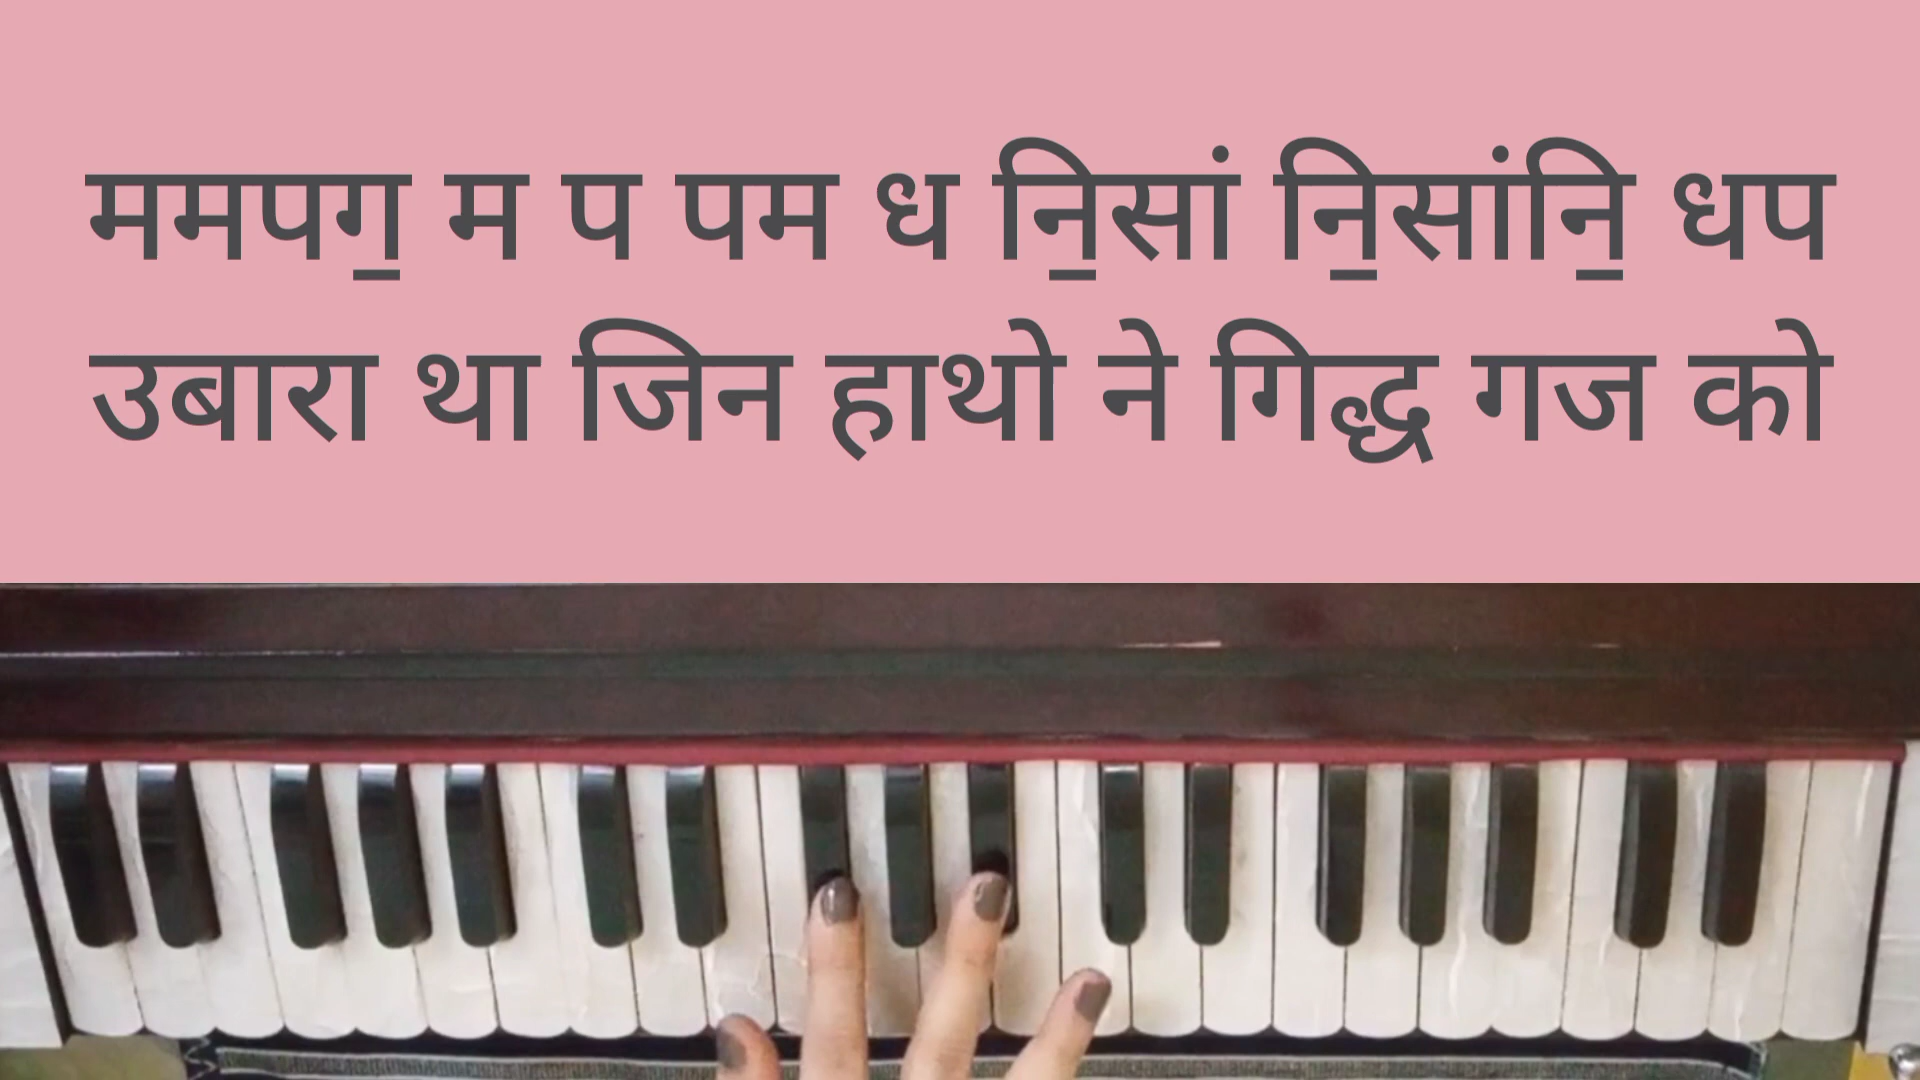 ममपग॒ म प पम ध नि॒सां नि॒सांनि॒ धप
उबारा था जिन हाथो ने गिद्ध गज को